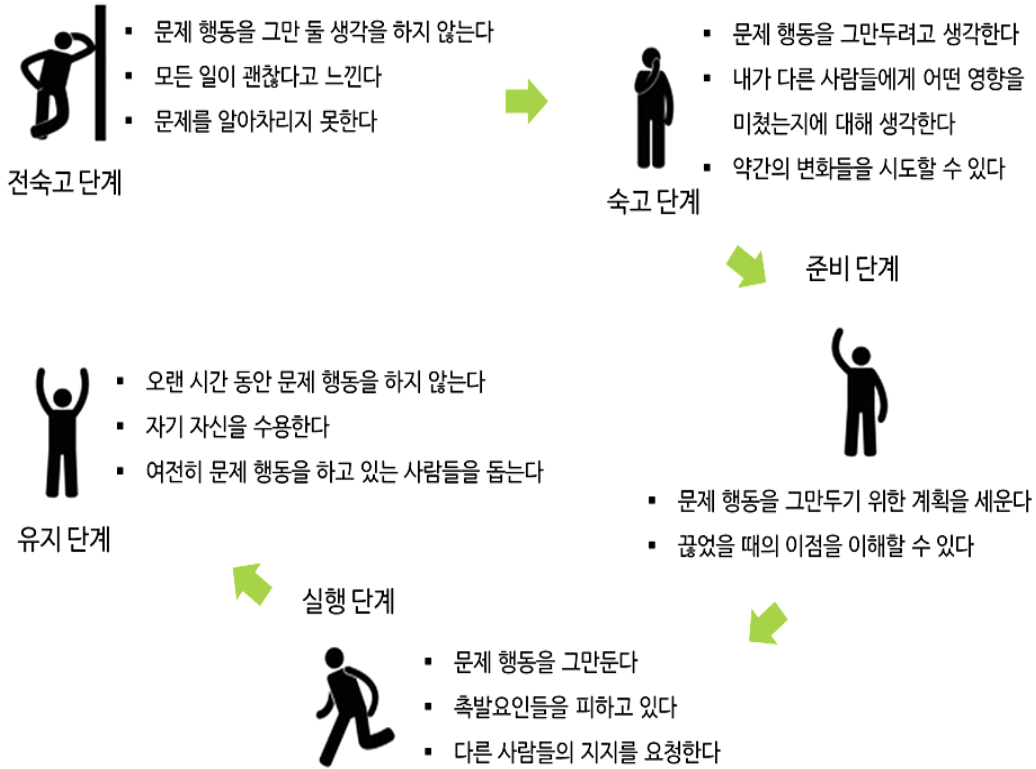 ▪ 문제 행동을 그만 둘 생각을 하지 않는다
▪ 모든 일이 괜찮다고 느낀다
▪ 문제를 알아차리지 못한다
전숙고 단계
▪ 문제 행동을 그만두려고 생각한다
▪ 내가 다른 사람들에게 어떤 영향을
미쳤는지에 대해 생각한다
▪ 약간의 변화들을 시도할 수 있다
숙고 단계
준비 단계
▪ 문제 행동을 그만두기 위한 계획을 세운다
▪ 끊었을 때의 이점을 이해할 수 있다
실행 단계
▪ 문제 행동을 그만둔다
▪ 촉발요인들을 피하고 있다
▪ 다른 사람들의 지지를 요청한다
▪ 오랜 시간 동안 문제 행동을 하지 않는다
▪ 자기 자신을 수용한다
▪ 여전히 문제 행동을 하고 있는 사람들을 돕는다
유지 단계